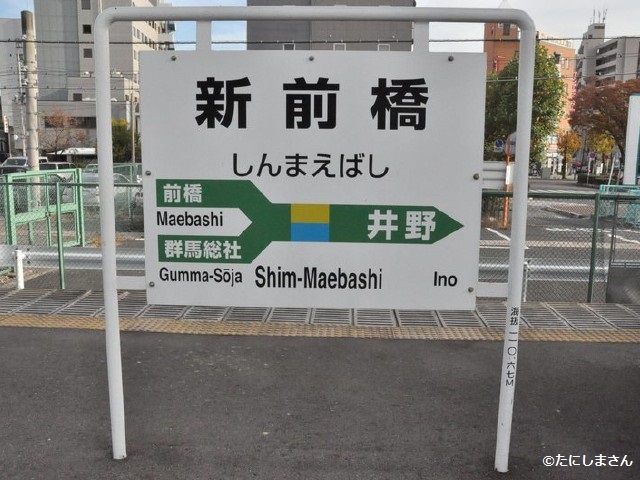 新前橋
しんまえばし
前橋
Maebashi
井野
群馬総社
Gumma-Sōja
Shim-Maebashi
Ino
©たにしまさん